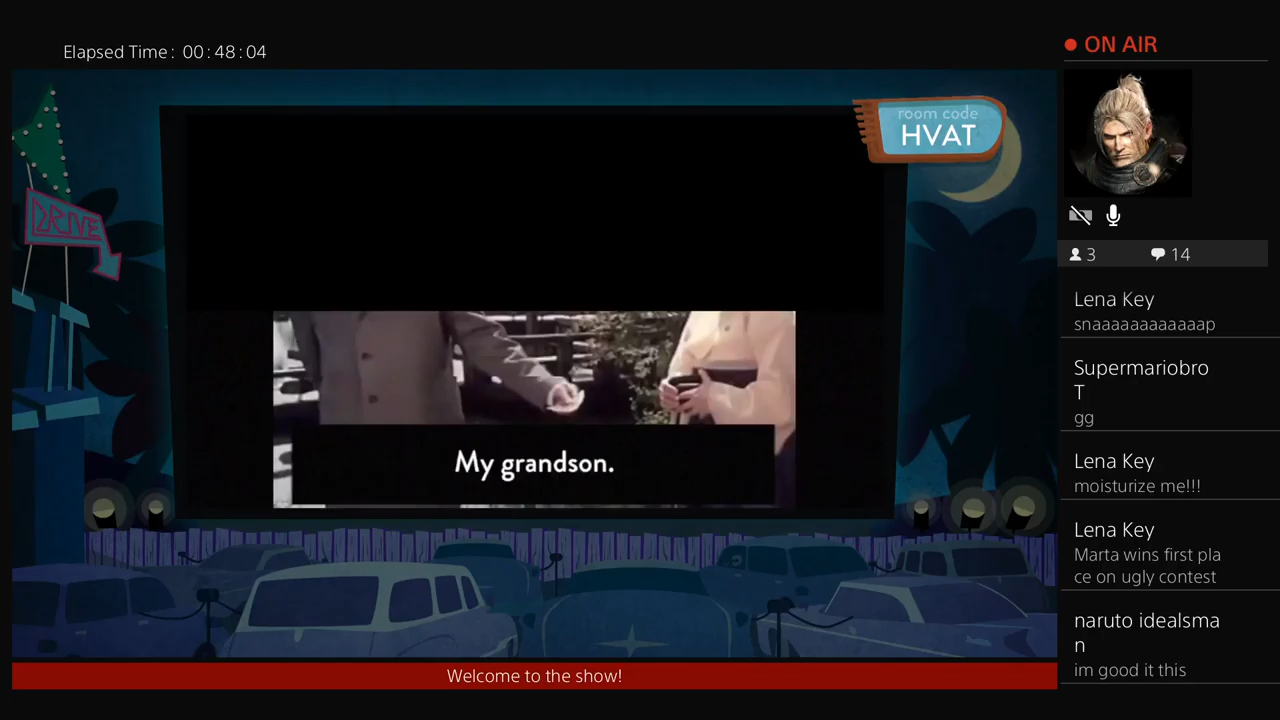 Elapsed Time: 00:48:04
ON AIR
room code
HVAT
DRIVE
3
14
My grandson.
Lena Key
snaaaaaaaaaaaap
Supermariobro
T
gg
Lena Key
moisturize me!!!
Lena Key
Marta wins first pla
ce on ugly contest
naruto idealsma
n
im good it this
Welcome to the show!